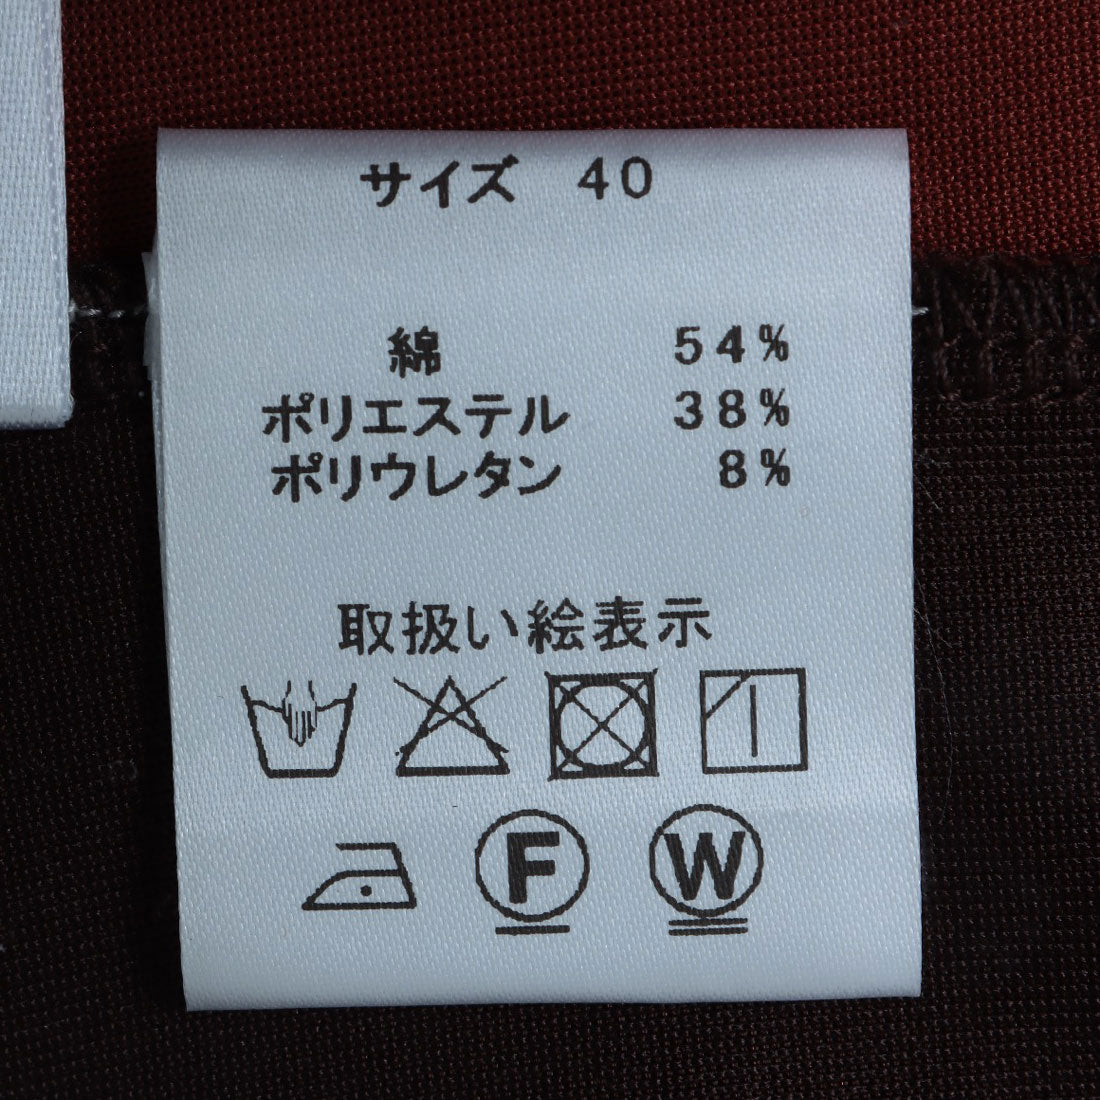 サイズ 40
綿 54%
ポリエステル 38%
ポリウレタン 8%
取扱い絵表示
F W